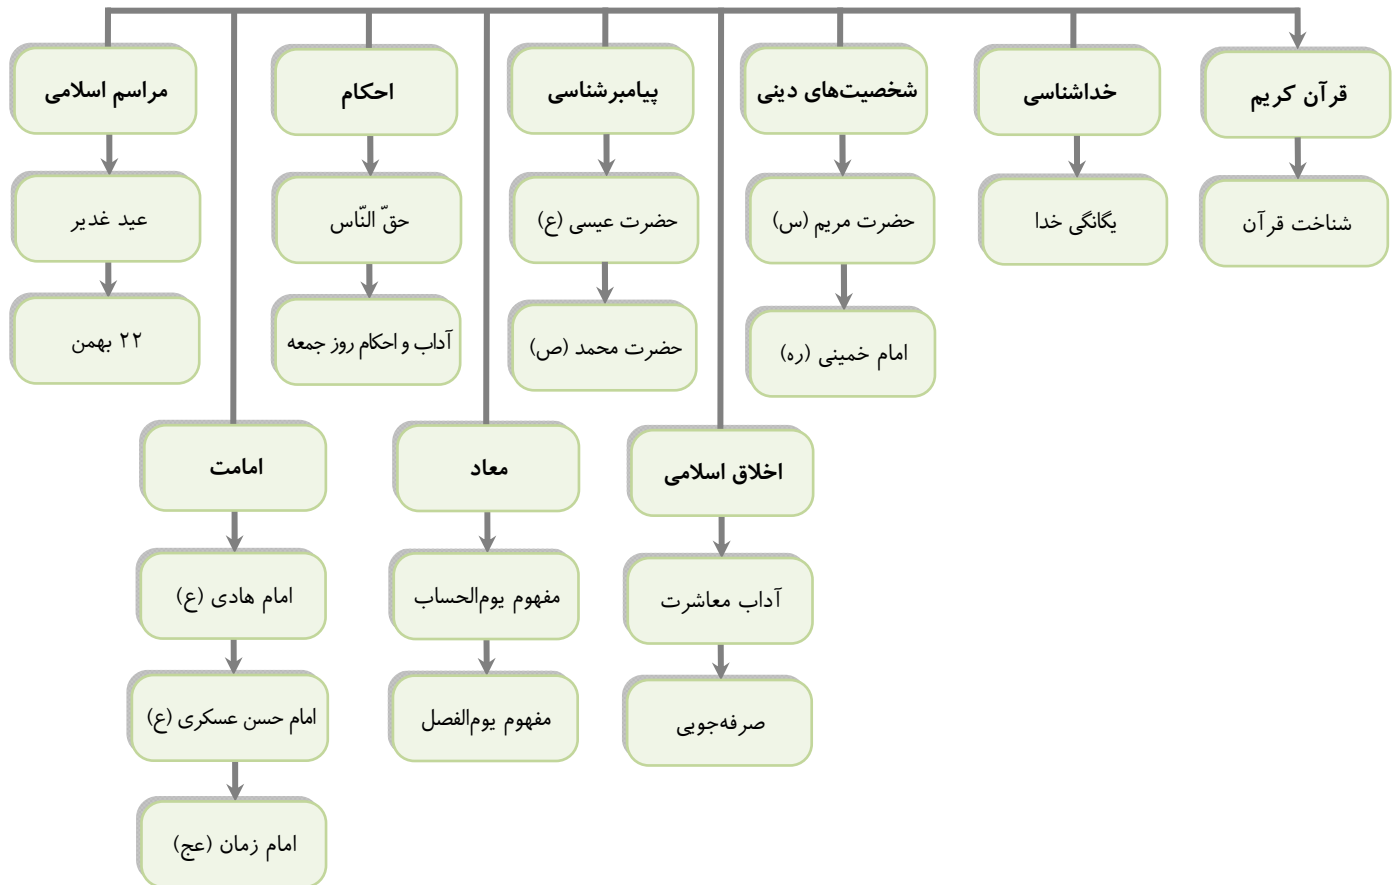 قرآن کریم
شناخت قرآن
خداشناسی
یگانگی خدا
شخصیت‌های دینی
حضرت مریم (س)
امام خمینی (ره)
پیامبرشناسی
حضرت عیسی (ع)
حضرت محمد (ص)
احکام
حقّ النّاس
آداب و احکام روز جمعه
مراسم اسلامی
عید غدیر
۲۲ بهمن
اخلاق اسلامی
آداب معاشرت
صرفه‌جویی
معاد
مفهوم یوم‌الحساب
مفهوم یوم‌الفصل
امامت
امام هادی (ع)
امام حسن عسکری (ع)
امام زمان (عج)